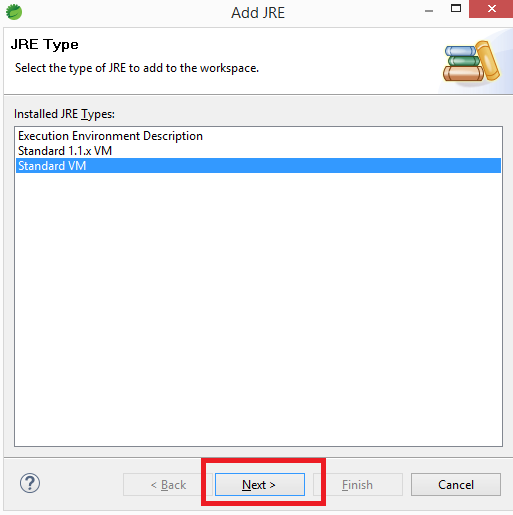 Add JRE
JRE Type
Select the type of JRE to add to the workspace.
Installed JRE Types:
Execution Environment Description
Standard 1.1.x VM
Standard VM
? < Back Next > Finish Cancel